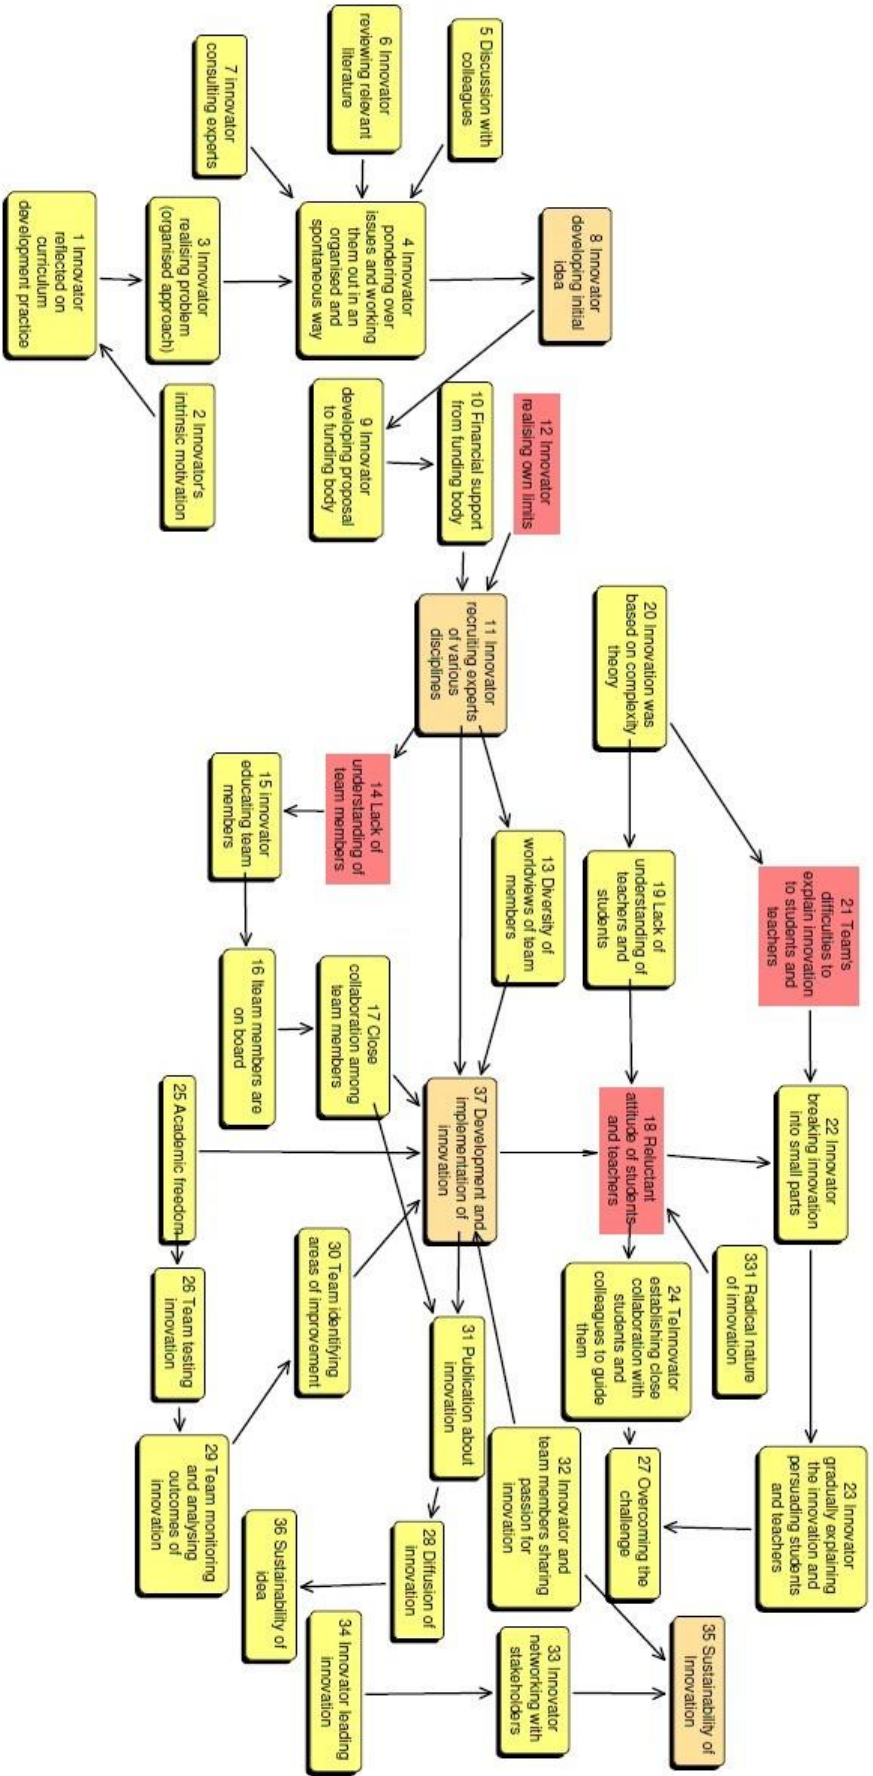 1 Innovator
reflected on
curriculum
development practice
2 Innovator's
intrinsic motivation
3 Innovator
realising problem
(organised approach)
4 Innovator
pondering over
issues and working
them out in an
organised and
spontaneous way
5 Discussion with
colleagues
6 Innovator
reviewing relevant
literature
7 innovator
consulting experts
8 Innovator
developing initial
idea
9 Innovator
developing proposal
to funding body
10 Financial support
from funding body
12 Innovator
realising own limits
11 Innovator
recruiting experts
of various
disciplines
20 Innovation was
based on complexity
theory
21 Team's
difficulties to
explain innovation
to students and
teachers
19 Lack of
understanding of
teachers and
students
13 Diversity of
worldviews of team
members
14 Lack of
understanding of
team members
15 innovator
educating team
members
16 Iteam members are
on board
17 Close
collaboration among
team members
37 Development and
implementation of
innovation
18 Reluctant
attitude of students
and teachers
22 Innovator
breaking innovation
into small parts
25 Academic freedom
26 Team testing
innovation
30 Team identifying
areas of improvement
331 Radical nature
of innovation
24 TeInnovator
establishing close
collaboration with
students and
colleagues to guide
them
31 Publication about
innovation
29 Team monitoring
and analysing
outcomes of
innovation
23 Innovator
gradually explaining
the innovation and
persuading students
and teachers
27 Overcoming the
challenge
32 Innovator and
team members sharing
passion for
innovation
28 Diffusion of
innovation
36 Sustainability of
idea
34 Innovator leading
innovation
33 Innovator
networking with
stakeholders
35 Sustainability of
Innovation